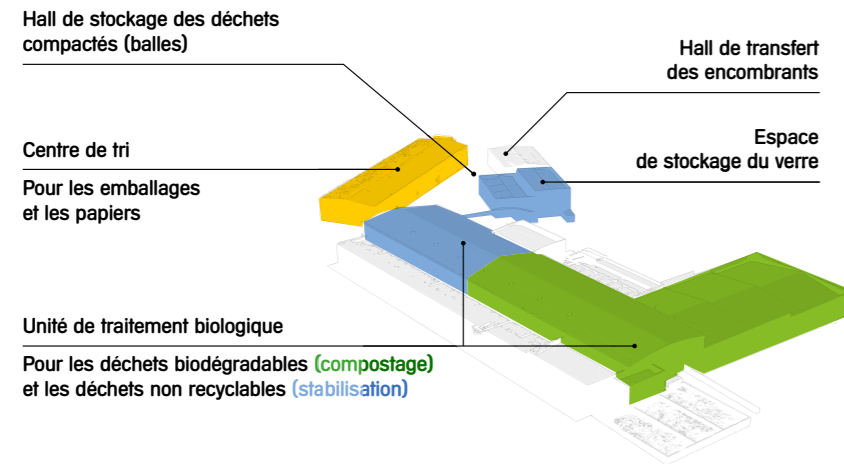 Hall de stockage des déchets
compactés (balles)
Hall de transfert
des encombrants
Centre de tri
Pour les emballages
et les papiers
Espace
de stockage du verre
Unité de traitement biologique
Pour les déchets biodégradables (compostage)
et les déchets non recyclables (stabilisation)